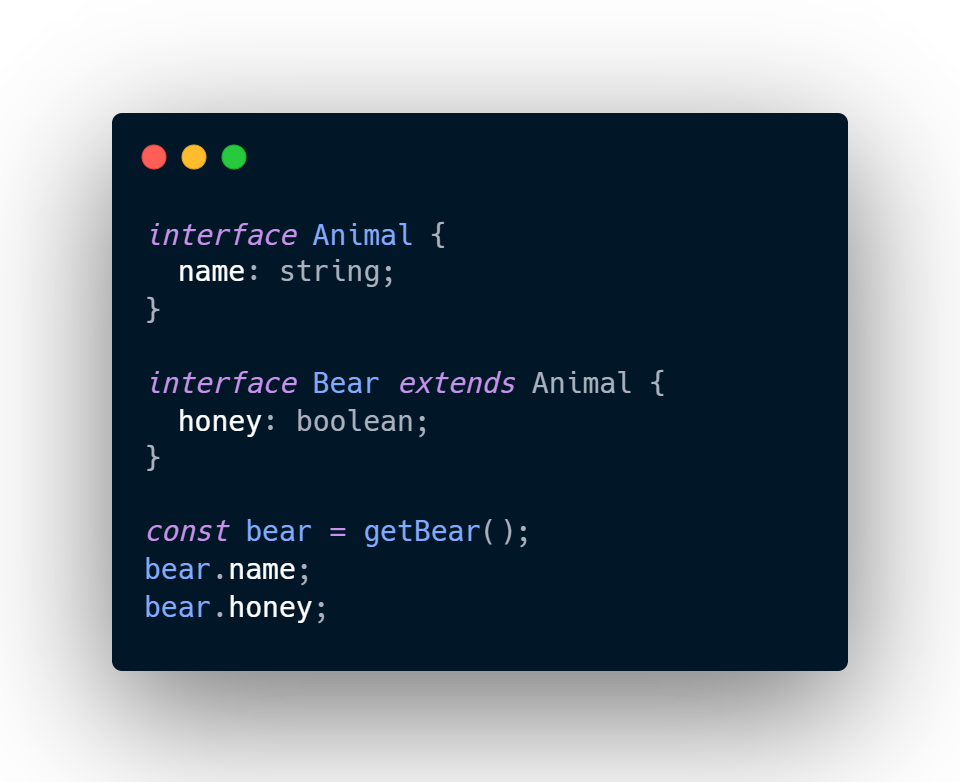 interface Animal {
  name: string;
}

interface Bear extends Animal {
  honey: boolean;
}

const bear = getBear();
bear.name;
bear.honey;